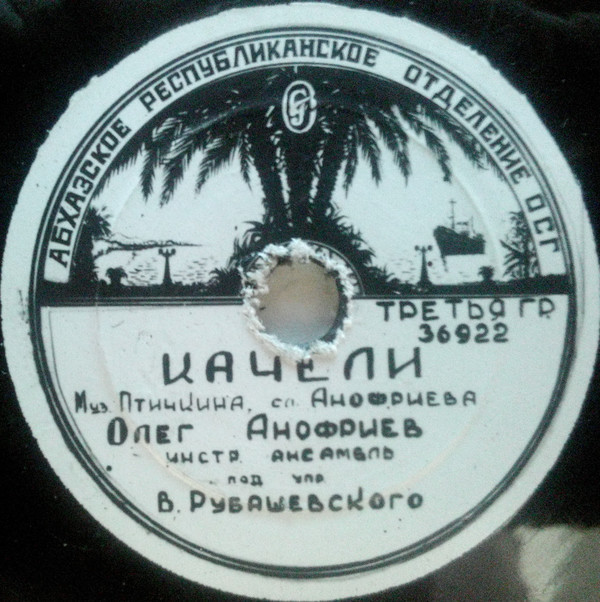 АБХАЗСКОЕ РЕСПУБЛИКАНСКОЕ ОТДЕЛЕНИЕ ОСГ
ТРЕТЬЯ ГР.
36922
КАЧЕЛИ
Муз. Птичкина, сл. Анофриева
Олег Анофриев
инстр. ансамбль
под упр.
В. Рубашевского